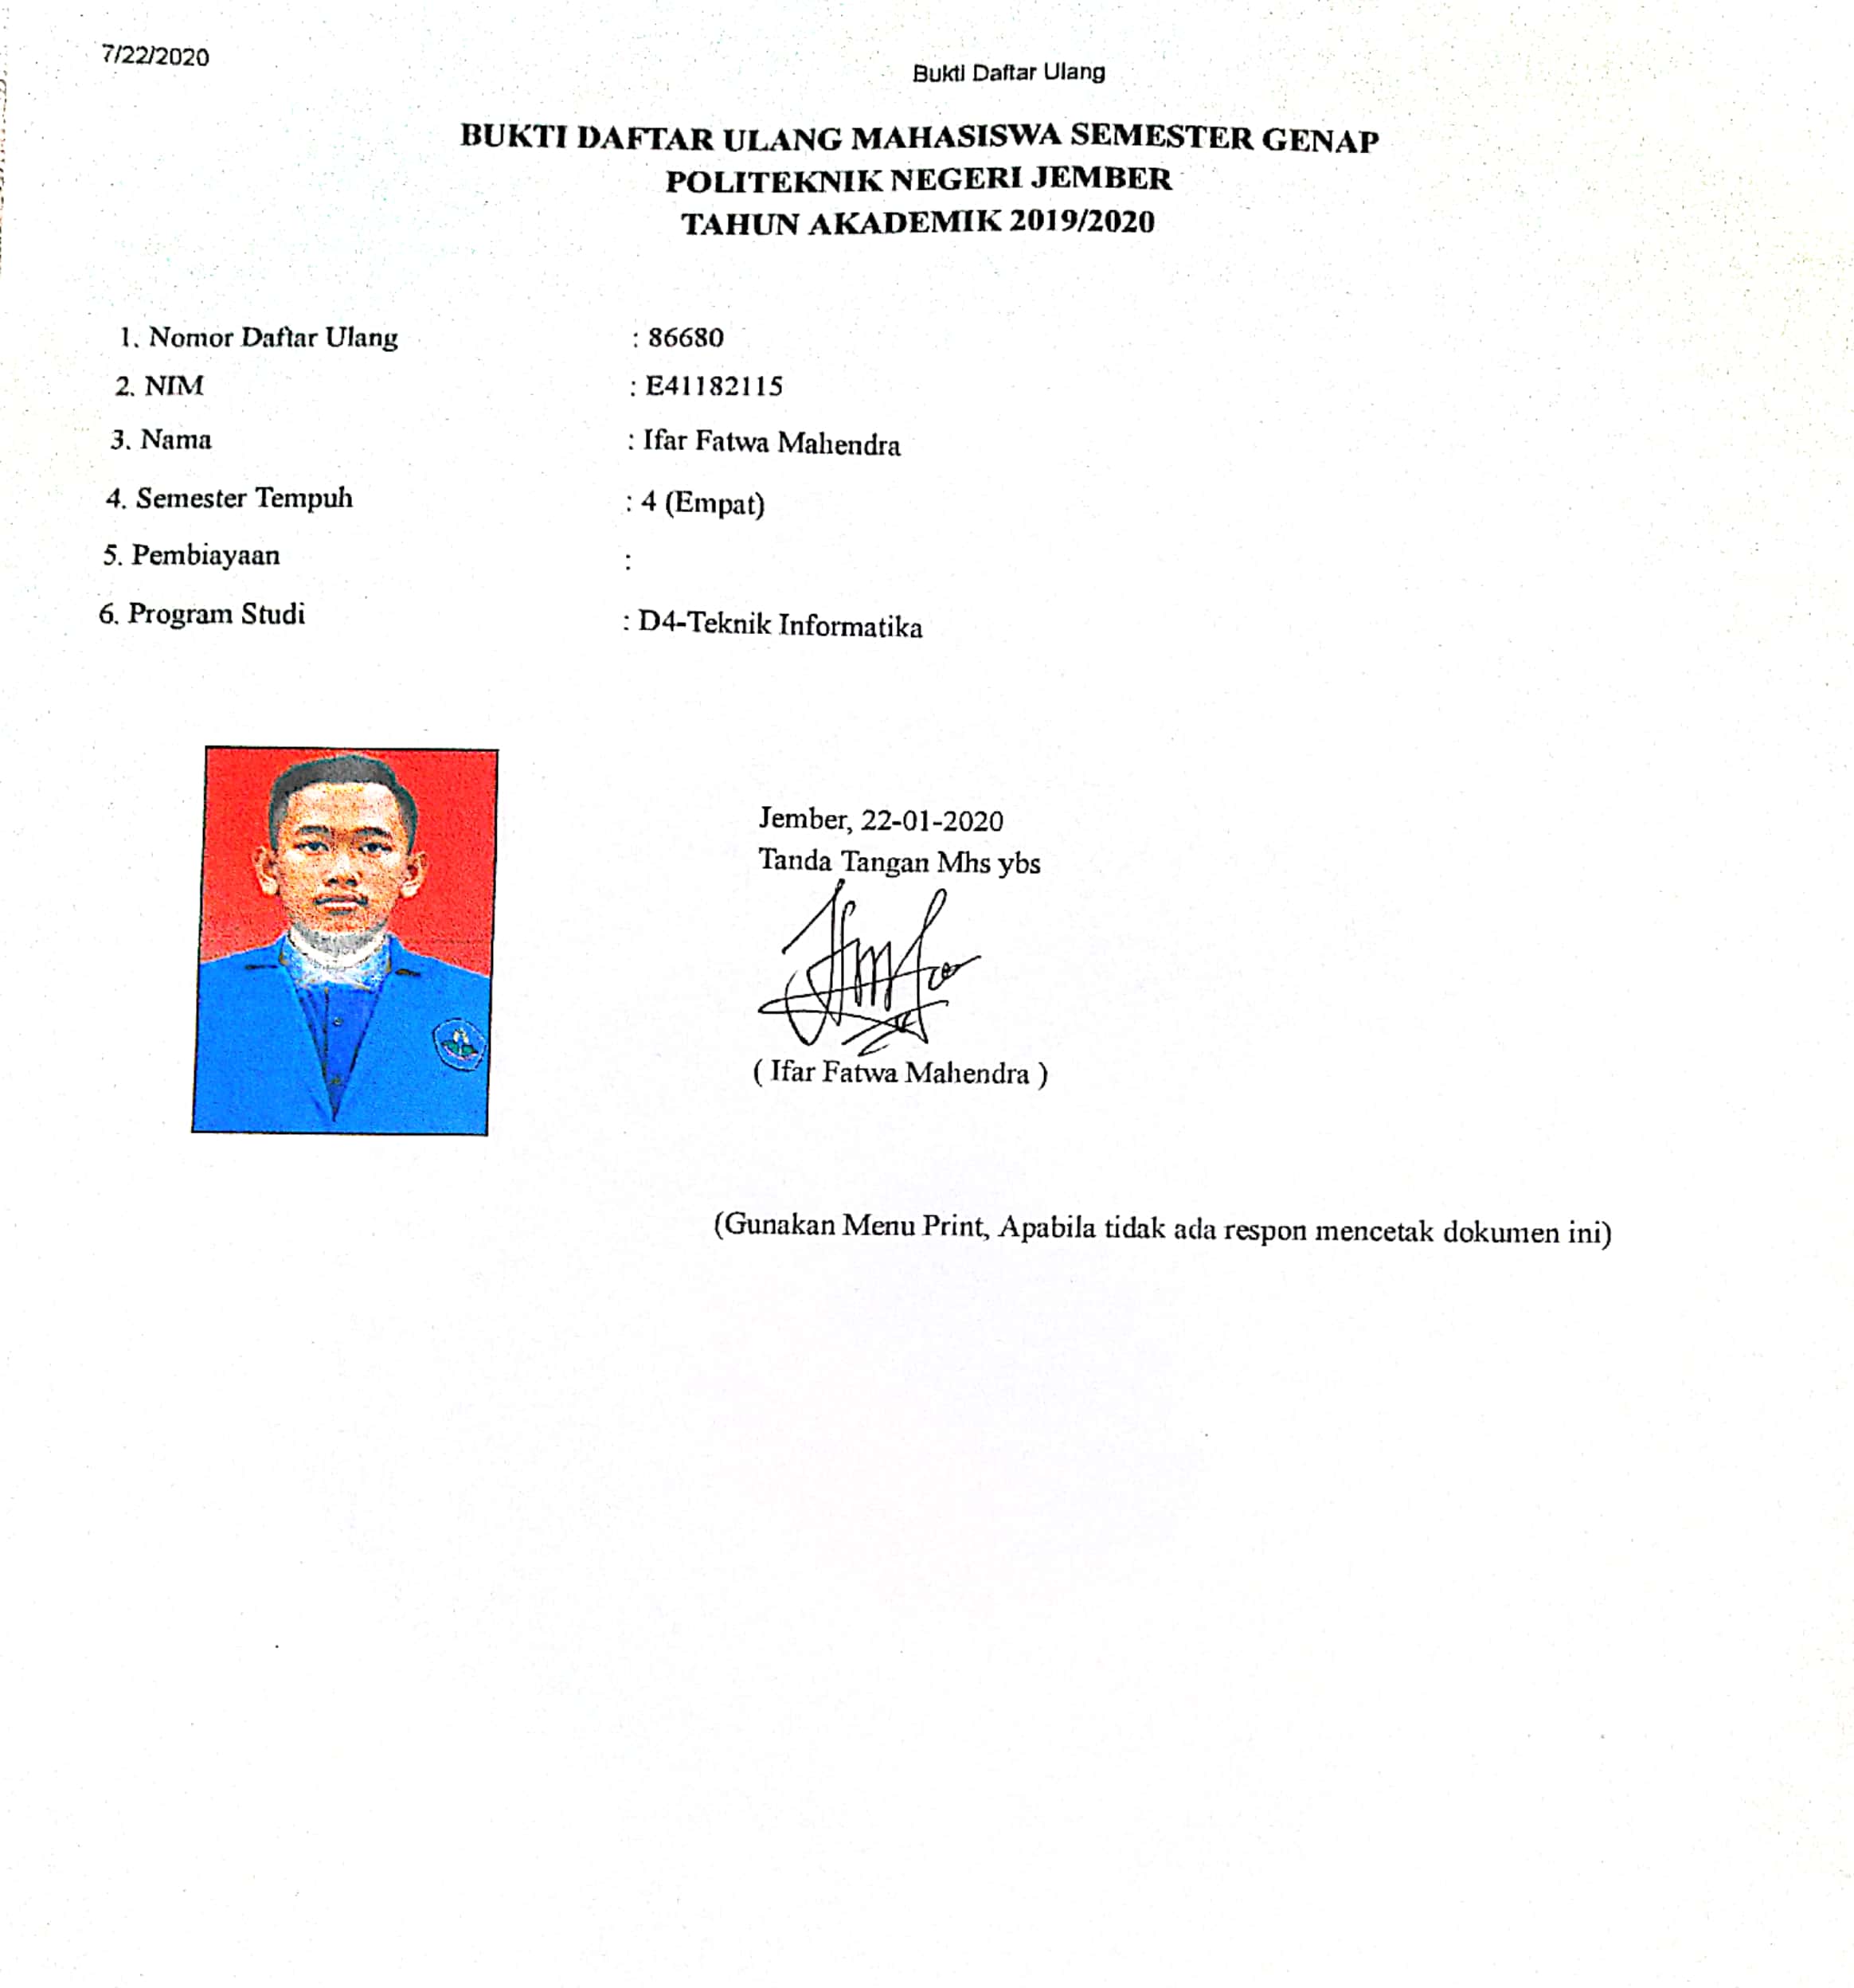 7/22/2020
Bukti Daftar Ulang
BUKTI DAFTAR ULANG MAHASISWA SEMESTER GENAP
POLITEKNIK NEGERI JEMBER
TAHUN AKADEMIK 2019/2020
1. Nomor Daftar Ulang : 86680
2. NIM : E41182115
3. Nama : Ifar Fatwa Mahendra
4. Semester Tempuh : 4 (Empat)
5. Pembiayaan :
6. Program Studi : D4-Teknik Informatika
Jember, 22-01-2020
Tanda Tangan Mhs ybs
( Ifar Fatwa Mahendra )
(Gunakan Menu Print, Apabila tidak ada respon mencetak dokumen ini)